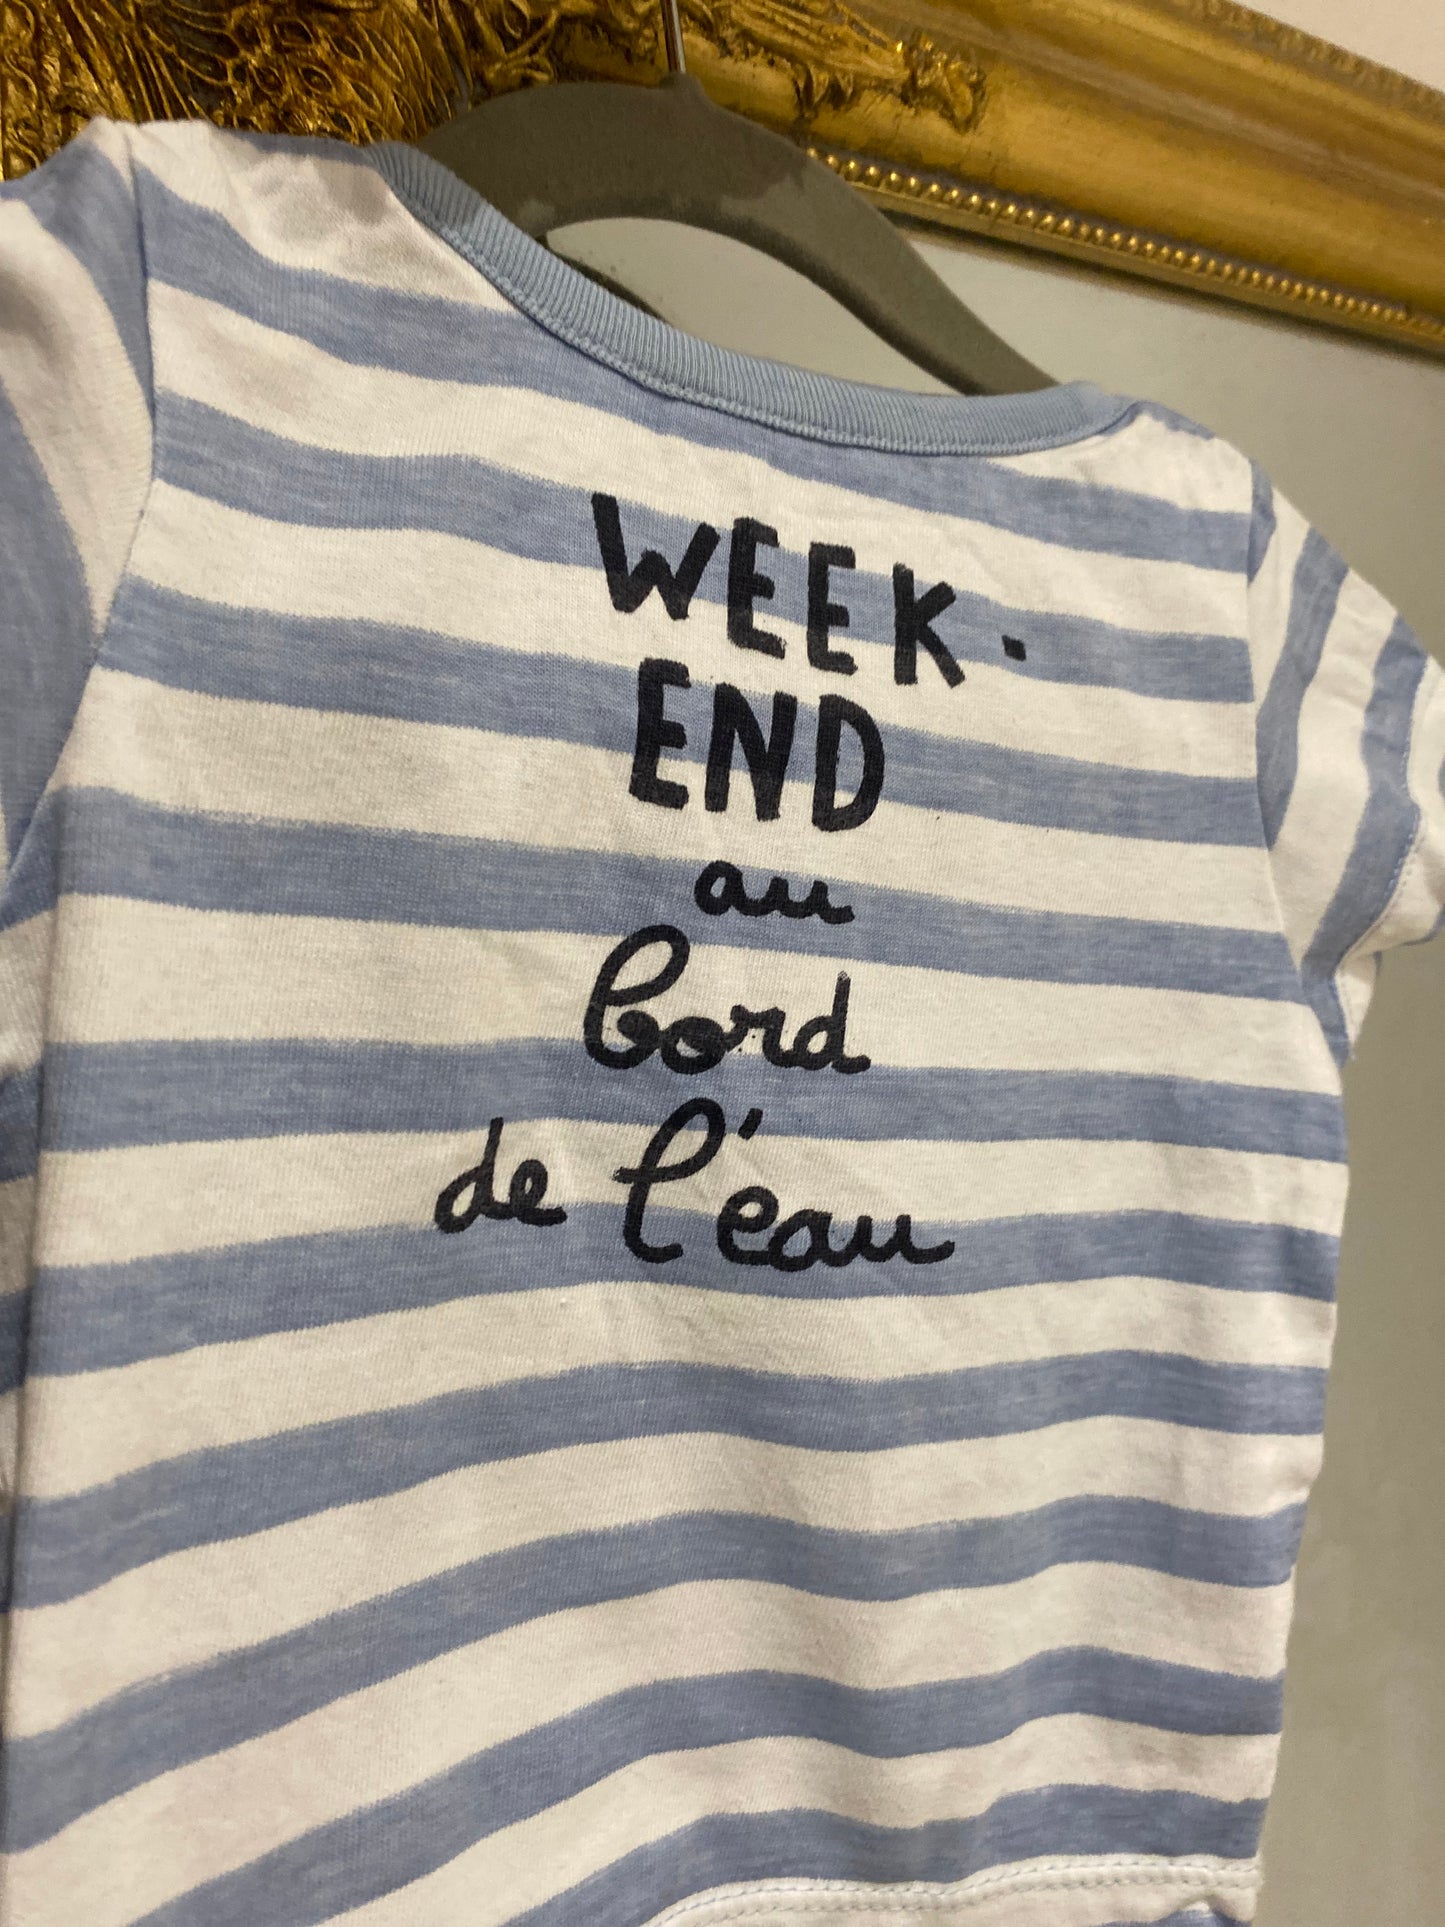 WEEK.
END
au
bord
de l'eau